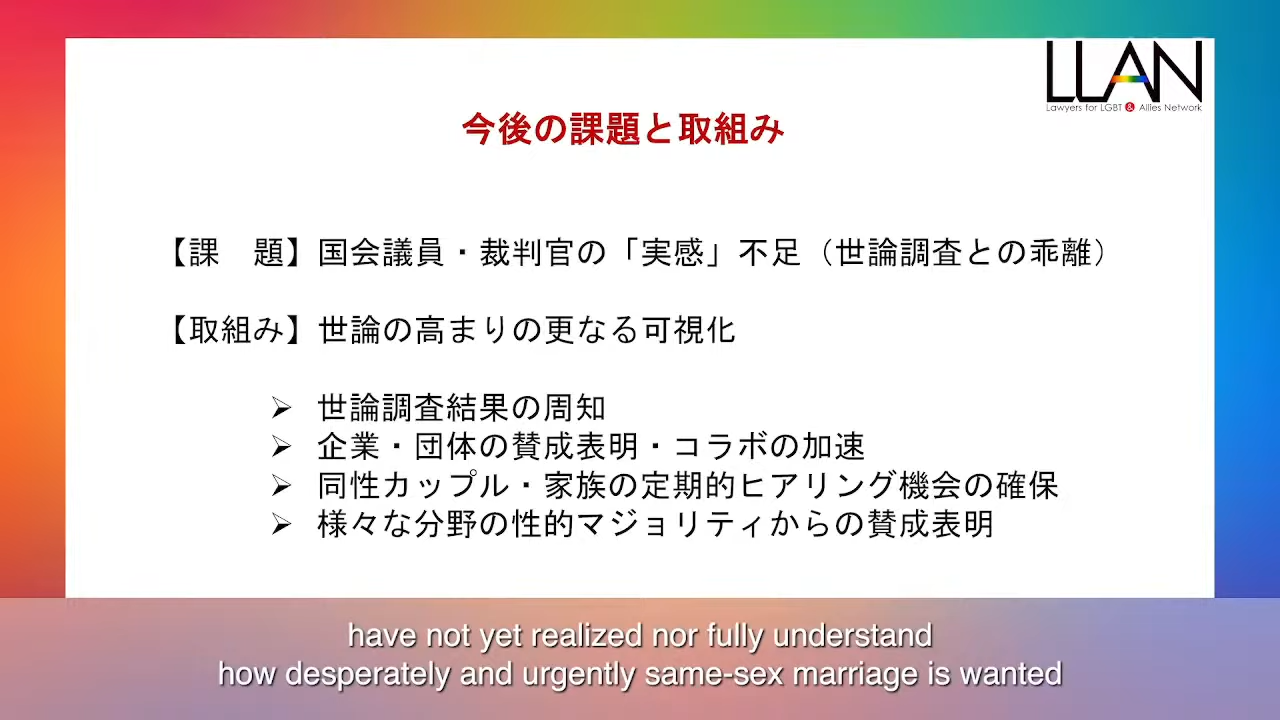 LLAN
Lawyers for LGBT & Allies Network
今後の課題と取組み
【課　題】国会議員・裁判官の「実感」不足（世論調査との乖離）
【取組み】世論の高まりの更なる可視化
➢ 世論調査結果の周知
➢ 企業・団体の賛成表明・コラボの加速
➢ 同性カップル・家族の定期的ヒアリング機会の確保
➢ 様々な分野の性的マジョリティからの賛成表明
have not yet realized nor fully understand
how desperately and urgently same-sex marriage is wanted